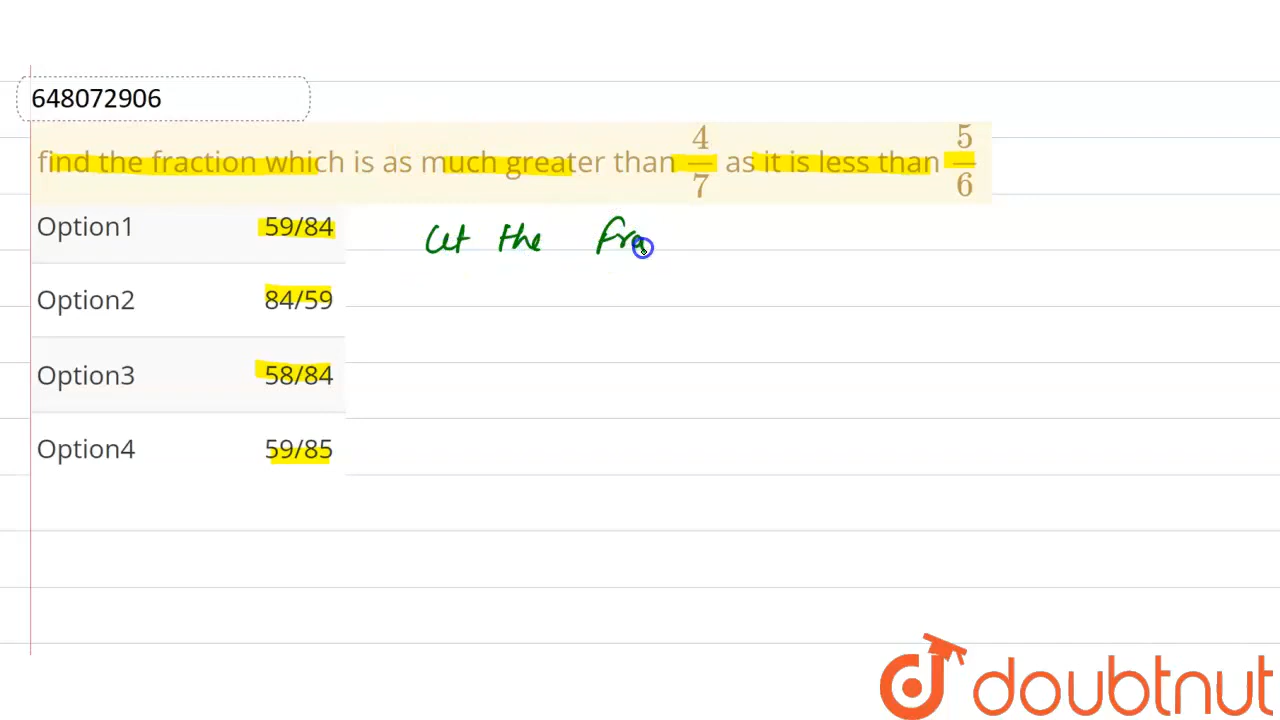 648072906
find the fraction which is as much greater than 4/7 as it is less than 5/6
Option1 59/84
Let the Fra
Option2 84/59
Option3 58/84
Option4 59/85
doubtnut